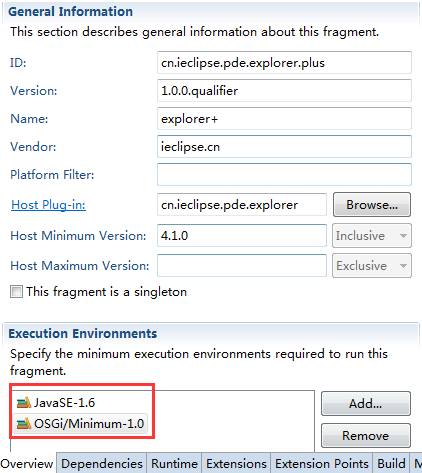 General Information
This section describes general information about this fragment.
ID: cn.ieclipse.pde.explorer.plus
Version: 1.0.0.qualifier
Name: explorer+
Vendor: ieclipse.cn
Platform Filter:
Host Plug-in: cn.ieclipse.pde.explorer Browse...
Host Minimum Version: 4.1.0 Inclusive
Host Maximum Version: Exclusive
This fragment is a singleton
Execution Environments
Specify the minimum execution environments required to run this
fragment.
JavaSE-1.6 Add...
OSGi/Minimum-1.0 Remove
Overview Dependencies Runtime Extensions Extension Points Build M